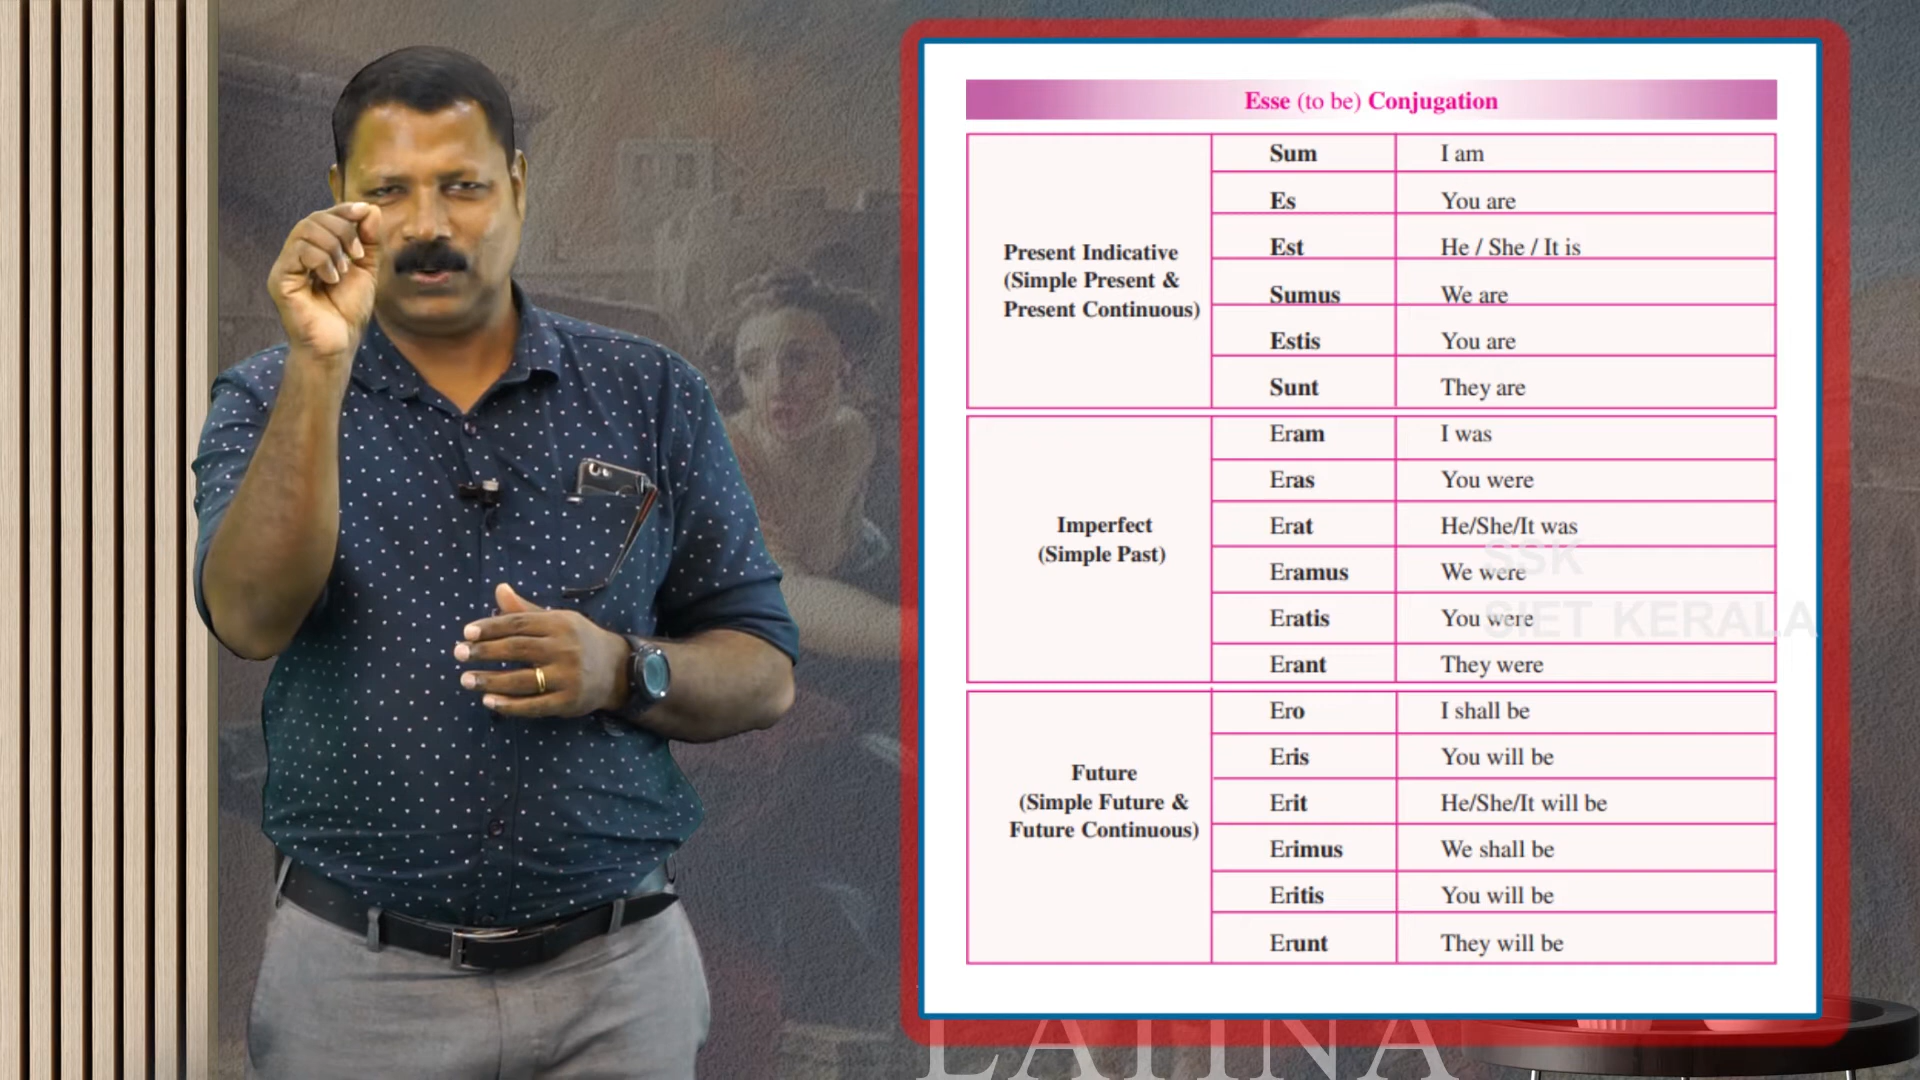 Esse (to be) Conjugation
Present Indicative
(Simple Present &
Present Continuous)
Sum I am
Es You are
Est He / She / It is
Sumus We are
Estis You are
Sunt They are
Imperfect
(Simple Past)
Eram I was
Eras You were
Erat He/She/It was
Eramus We were
Eratis You were
Erant They were
Future
(Simple Future &
Future Continuous)
Ero I shall be
Eris You will be
Erit He/She/It will be
Erimus We shall be
Eritis You will be
Erunt They will be
SSK
SIET KERALA
LATINA